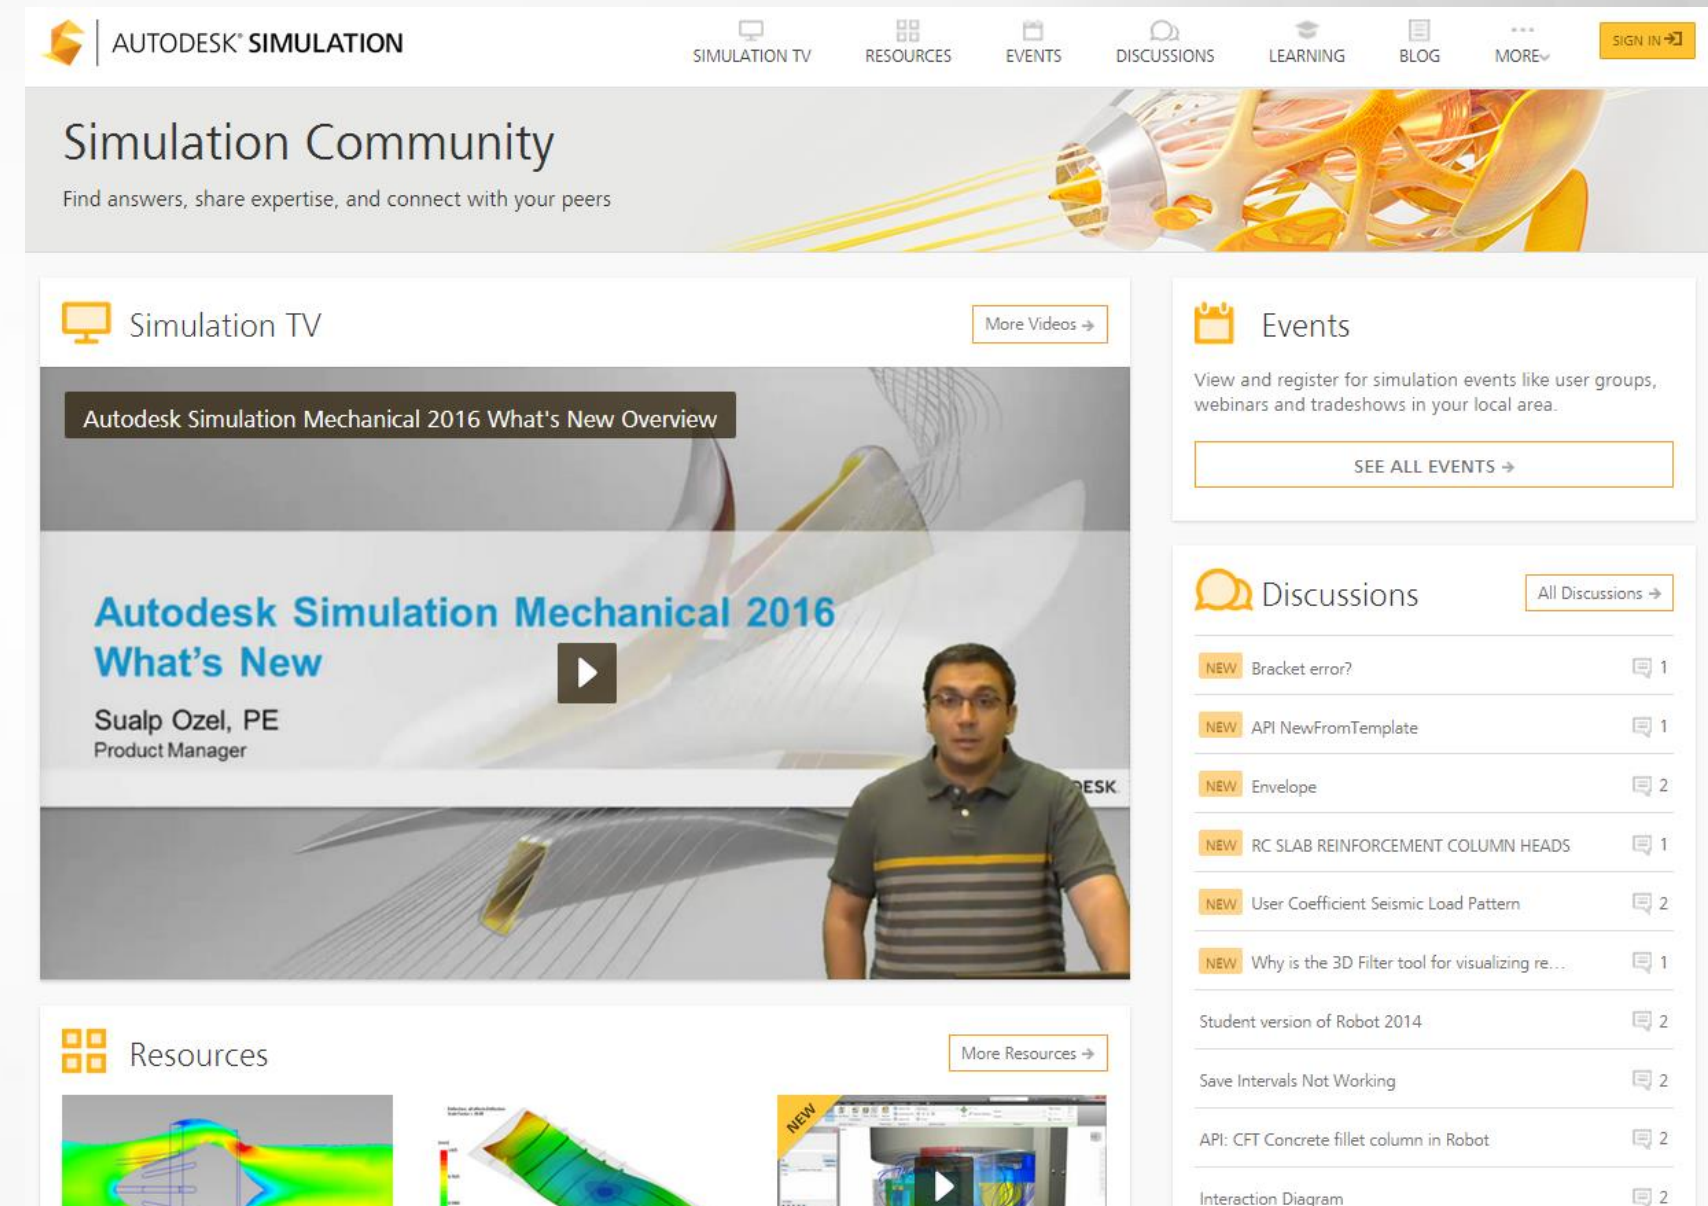 AUTODESK® SIMULATION
SIMULATION TV
RESOURCES
EVENTS
DISCUSSIONS
LEARNING
BLOG
MORE
SIGN IN
Simulation Community
Find answers, share expertise, and connect with your peers
Simulation TV
More Videos →
Autodesk Simulation Mechanical 2016 What's New Overview
Autodesk Simulation Mechanical 2016
What's New
Sualp Ozel, PE
Product Manager
DESK
Resources
More Resources →
NEW
Events
View and register for simulation events like user groups,
webinars and tradeshows in your local area.
SEE ALL EVENTS →
Discussions
All Discussions →
NEW Bracket error? 1
NEW API NewFromTemplate 1
NEW Envelope 2
NEW RC SLAB REINFORCEMENT COLUMN HEADS 1
NEW User Coefficient Seismic Load Pattern 2
NEW Why is the 3D Filter tool for visualizing re... 1
Student version of Robot 2014 2
Save Intervals Not Working 2
API: CFT Concrete fillet column in Robot 2
Interaction Diagram 2